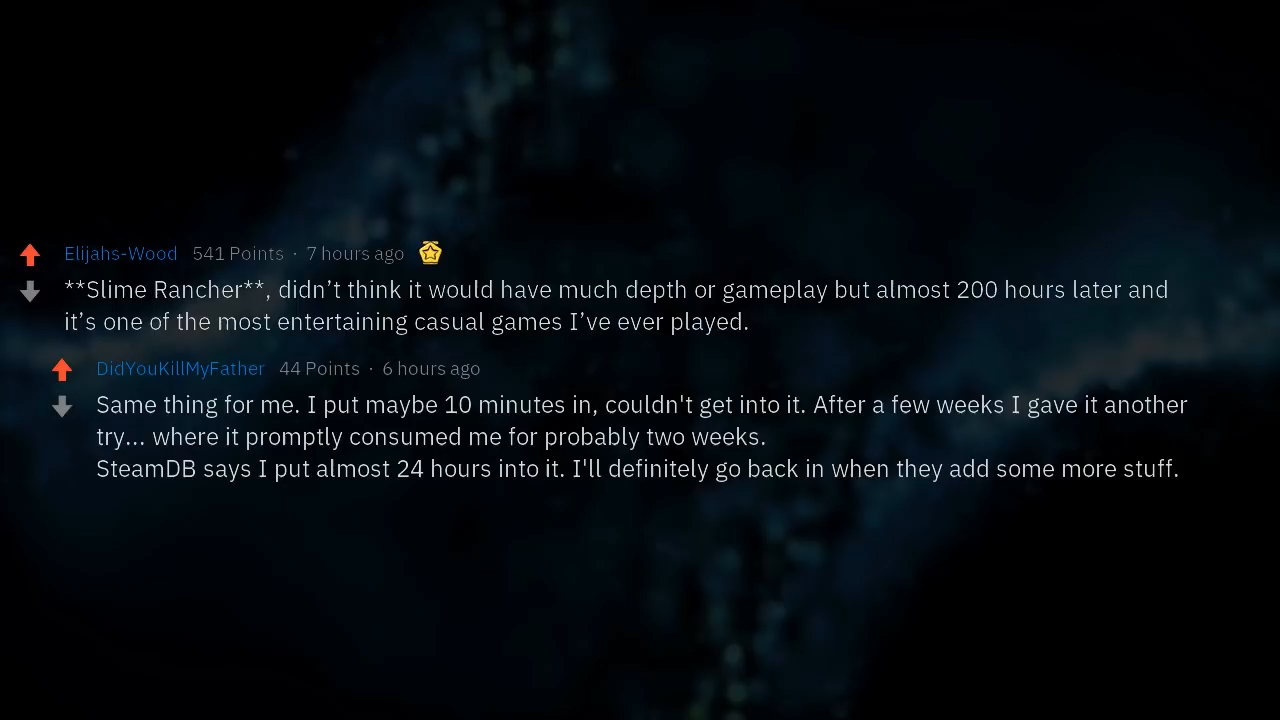 Elijahs-Wood 541 Points · 7 hours ago
**Slime Rancher**, didn’t think it would have much depth or gameplay but almost 200 hours later and
it’s one of the most entertaining casual games I’ve ever played.
DidYouKillMyFather 44 Points · 6 hours ago
Same thing for me. I put maybe 10 minutes in, couldn't get into it. After a few weeks I gave it another
try... where it promptly consumed me for probably two weeks.
SteamDB says I put almost 24 hours into it. I'll definitely go back in when they add some more stuff.